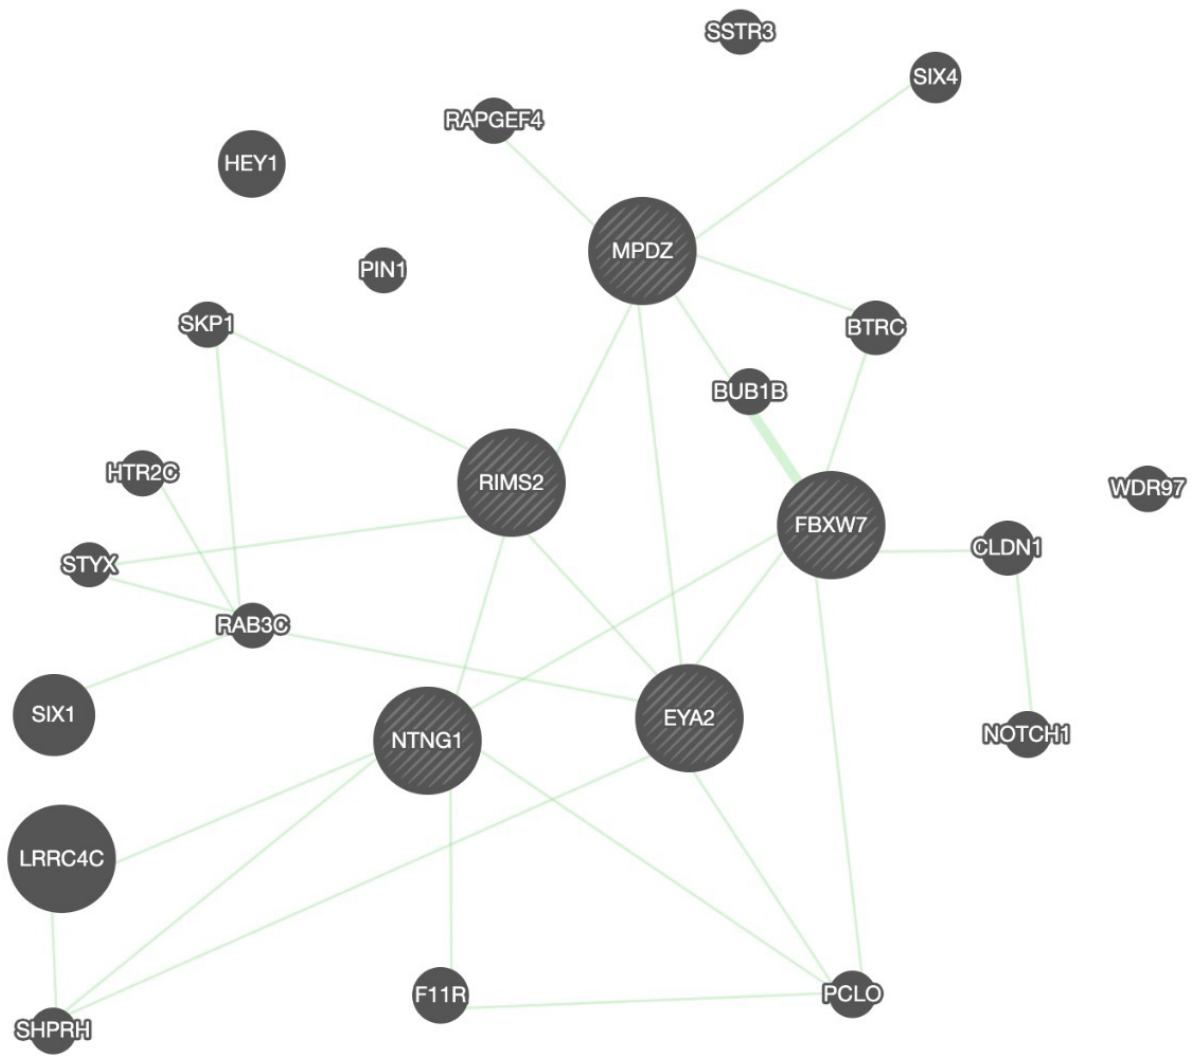 SSTR3
SIX4
RAPGEF4
HEY1
MPDZ
PIN1
SKP1
BTRC
BUB1B
HTR2C
RIMS2
WDR97
FBXW7
CLDN1
STYX
RAB3C
SIX1
EYA2
NOTCH1
NTNG1
LRRC4C
F11R
PCLO
SHPRH